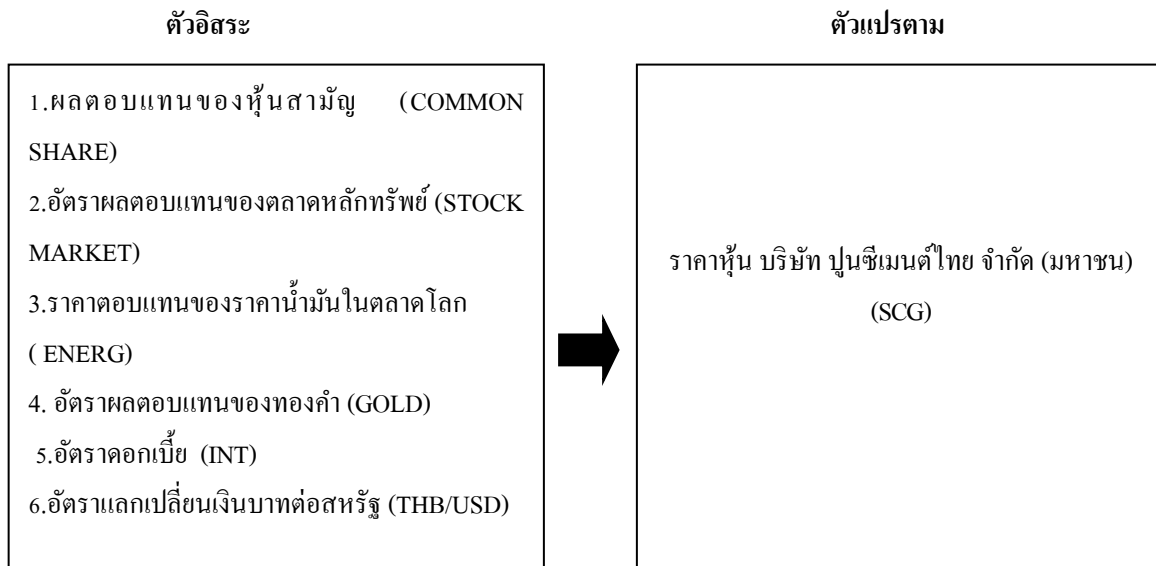 ตัวอิสระ
ตัวแปรตาม
1.ผลตอบแทนของหุ้นสามัญ (COMMON
SHARE)
2.อัตราผลตอบแทนของตลาดหลักทรัพย์ (STOCK
MARKET)
3.ราคาตอบแทนของราคาน้ำมันในตลาดโลก
( ENERG)
4. อัตราผลตอบแทนของทองคำ (GOLD)
5.อัตราดอกเบี้ย (INT)
6.อัตราแลกเปลี่ยนเงินบาทต่อสหรัฐ (THB/USD)
ราคาหุ้น บริษัท ปูนซีเมนต์ไทย จำกัด (มหาชน)
(SCG)